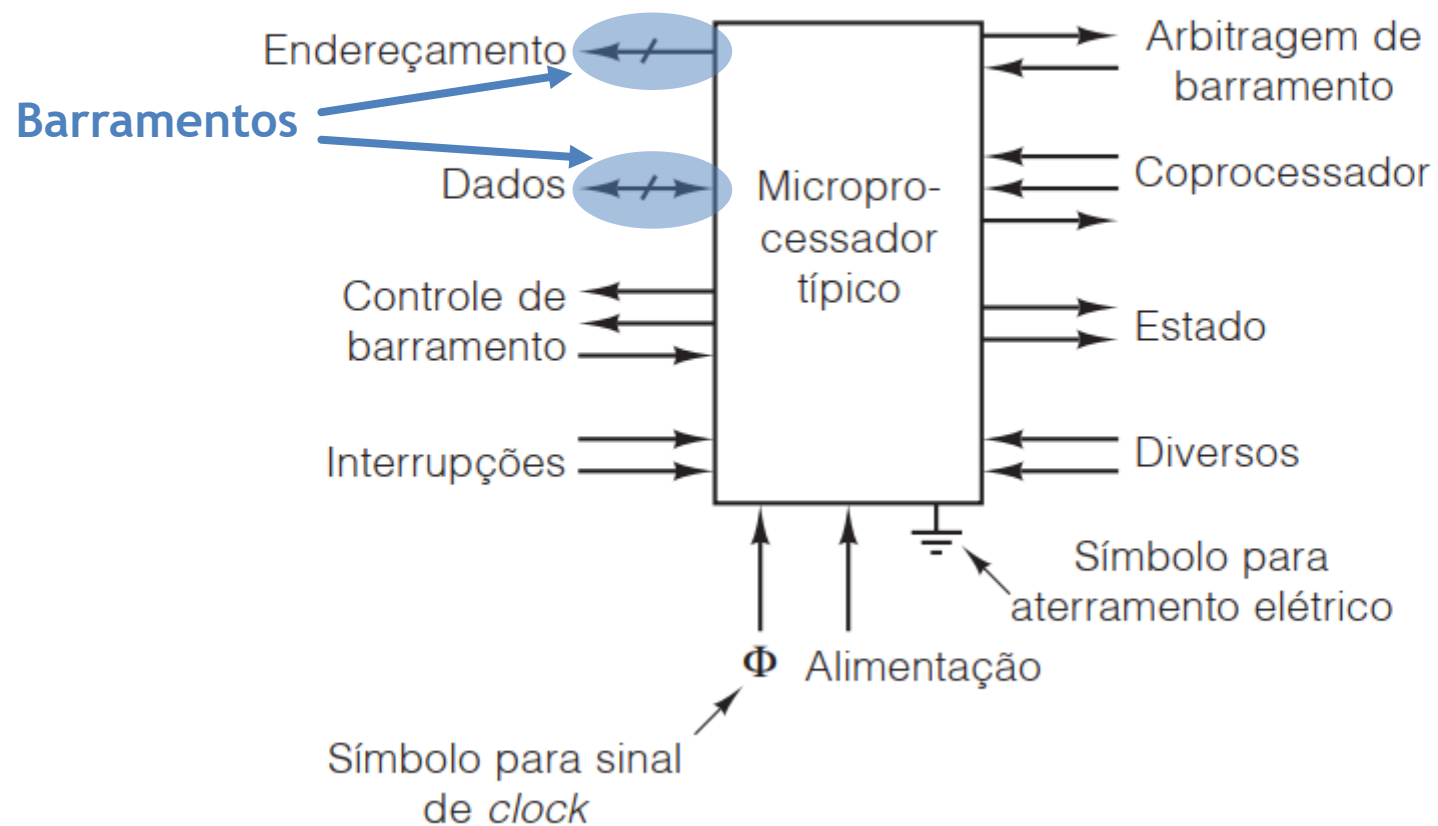 Endereçamento
Barramentos
Dados
Controle de
barramento
Interrupções
Micropro-
cessador
típico
Arbitragem de
barramento
Coprocessador
Estado
Diversos
Símbolo para
aterramento elétrico
Φ Alimentação
Símbolo para sinal
de clock